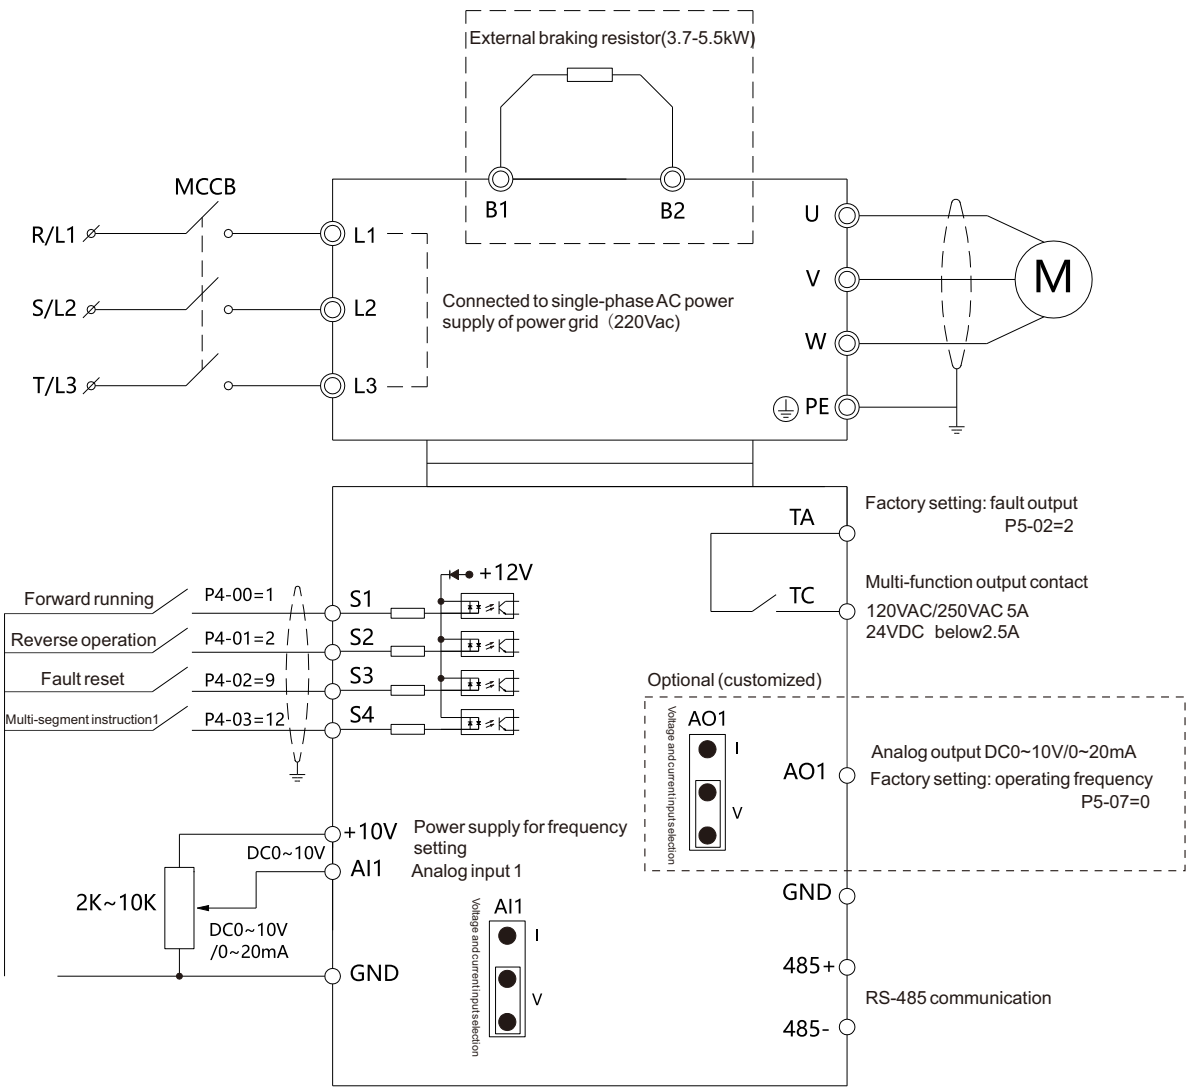 External braking resistor(3.7-5.5kW)
B1
B2
MCCB
R/L1
S/L2
T/L3
L1
L2
L3
Connected to single-phase AC power
supply of power grid（220Vac)
U
V
W
PE
M
TA
Factory setting: fault output
P5-02=2
TC
Multi-function output contact
120VAC/250VAC 5A
24VDC below2.5A
+12V
Forward running
P4-00=1
S1
Reverse operation
P4-01=2
S2
Fault reset
P4-02=9
S3
Multi-segment instruction1
P4-03=12
S4
Optional (customized)
AO1
I
V
Voltage and current input selection
AO1
Analog output DC0~10V/0~20mA
Factory setting: operating frequency
P5-07=0
+10V
Power supply for frequency
setting
DC0~10V
AI1
Analog input 1
2K~10K
DC0~10V
/0~20mA
GND
AI1
I
V
Voltage and current input selection
GND
485+
RS-485 communication
485-